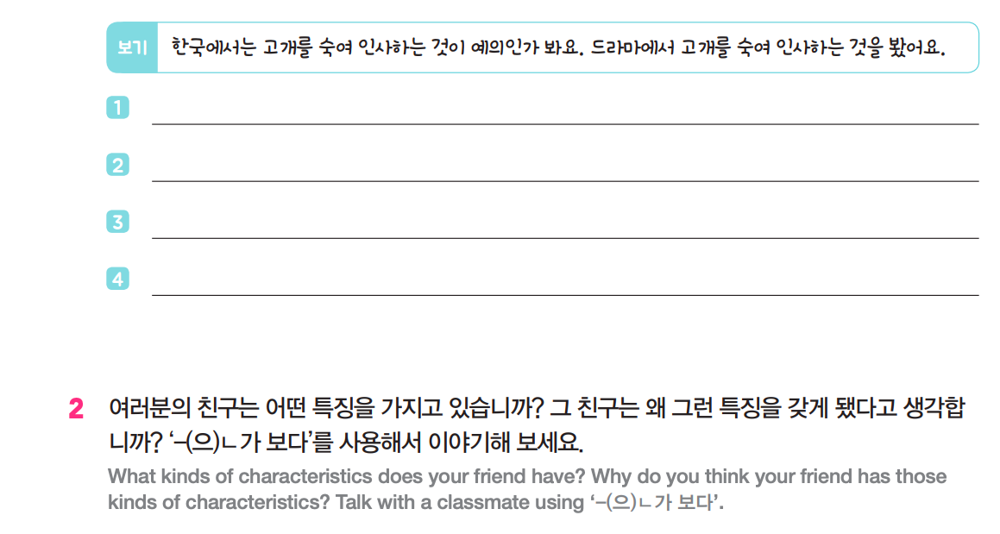 보기 한국에서는 고개를 숙여 인사하는 것이 예의인가 봐요. 드라마에서 고개를 숙여 인사하는 것을 봤어요.
1
2
3
4
2 여러분의 친구는 어떤 특징을 가지고 있습니까? 그 친구는 왜 그런 특징을 갖게 됐다고 생각합
니까? ‘–(으)ㄴ가 보다’를 사용해서 이야기해 보세요.
What kinds of characteristics does your friend have? Why do you think your friend has those
kinds of characteristics? Talk with a classmate using ‘–(으)ㄴ가 보다’.